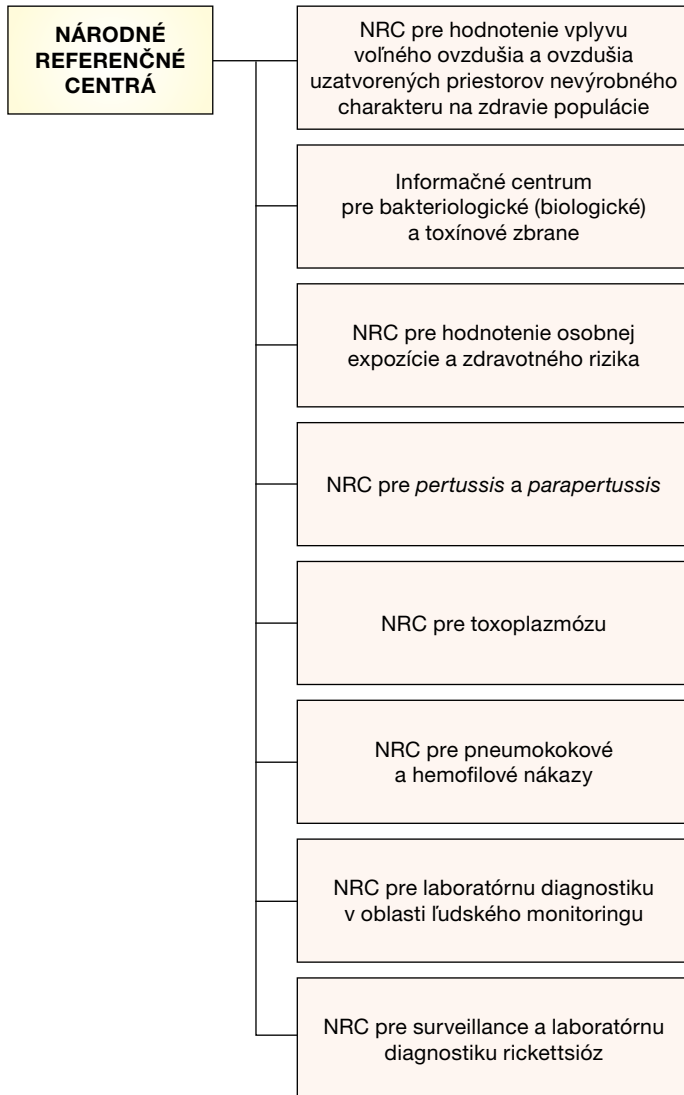 NÁRODNÉ
REFERENČNÉ
CENTRÁ
NRC pre hodnotenie vplyvu
voľného ovzdušia a ovzdušia
uzatvorených priestorov nevýrobného
charakteru na zdravie populácie
Informačné centrum
pre bakteriologické (biologické)
a toxínové zbrane
NRC pre hodnotenie osobnej
expozície a zdravotného rizika
NRC pre pertussis a parapertussis
NRC pre toxoplazmózu
NRC pre pneumokokové
a hemofilové nákazy
NRC pre laboratórnu diagnostiku
v oblasti ľudského monitoringu
NRC pre surveillance a laboratórnu
diagnostiku rickettsióz